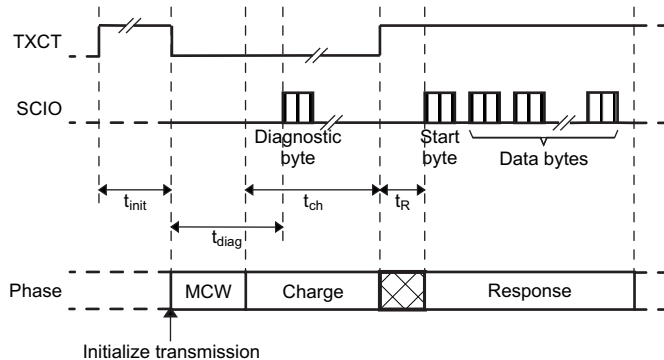 TXCT
SCIO
Diagnostic
byte
Start
byte
Data bytes
tinit
tch
tR
tdiag
Phase
MCW
Charge
Response
Initialize transmission